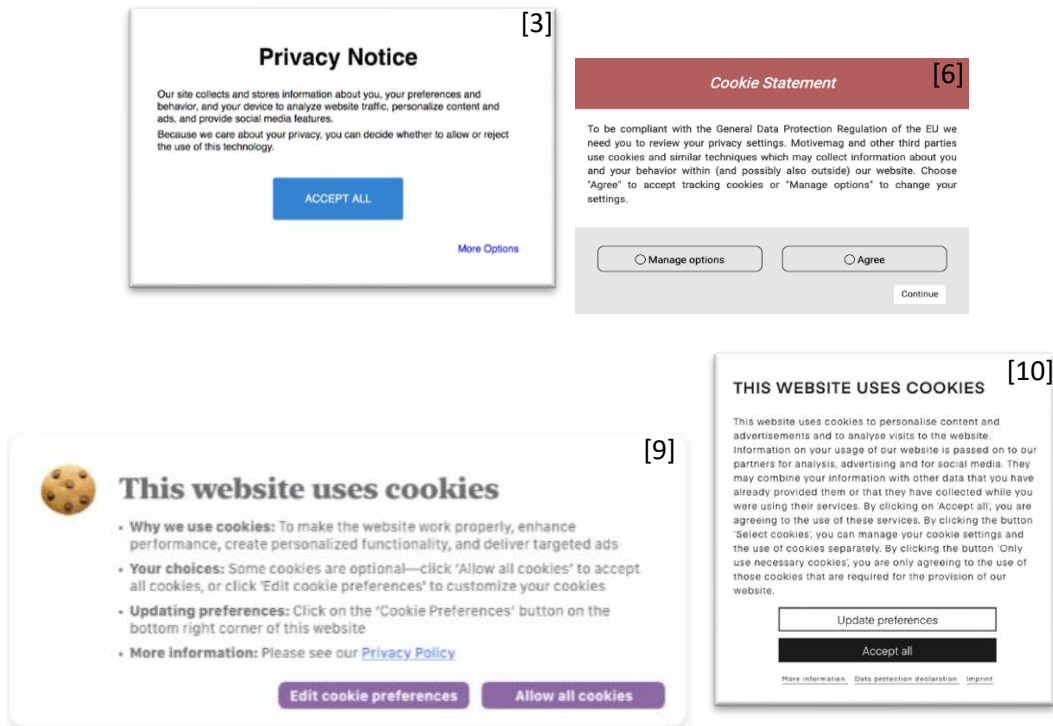 [3]
Privacy Notice
Our site collects and stores information about you, your preferences and
behavior, and your device to analyze website traffic, personalize content and
ads, and provide social media features.
Because we care about your privacy, you can decide whether to allow or reject
the use of this technology.
ACCEPT ALL
More Options
[6]
Cookie Statement
To be compliant with the General Data Protection Regulation of the EU we
need you to review your privacy settings. Motivemag and other third parties
use cookies and similar techniques which may collect information about you
and your behavior within (and possibly also outside) our website. Choose
"Agree" to accept tracking cookies or "Manage options" to change your
settings.
Manage options
Agree
Continue
[9]
This website uses cookies
• Why we use cookies: To make the website work properly, enhance
performance, create personalized functionality, and deliver targeted ads
• Your choices: Some cookies are optional—click 'Allow all cookies' to accept
all cookies, or click 'Edit cookie preferences' to customize your cookies
• Updating preferences: Click on the 'Cookie Preferences' button on the
bottom right corner of this website
• More information: Please see our Privacy Policy
Edit cookie preferences
Allow all cookies
[10]
THIS WEBSITE USES COOKIES
This website uses cookies to personalise content and
advertisements and to analyse visits to the website.
Information on your usage of our website is passed on to our
partners for analysis, advertising and for social media. They
may combine your information with other data that you have
already provided them or that they have collected while you
were using their services. By clicking on 'Accept all', you are
agreeing to the use of these services. By clicking the button
'Select cookies', you can manage your cookie settings and
the use of cookies separately. By clicking the button 'Only
use necessary cookies', you are only agreeing to the use of
those cookies that are required for the provision of our
website.
Update preferences
Accept all
More information Data protection declaration Imprint